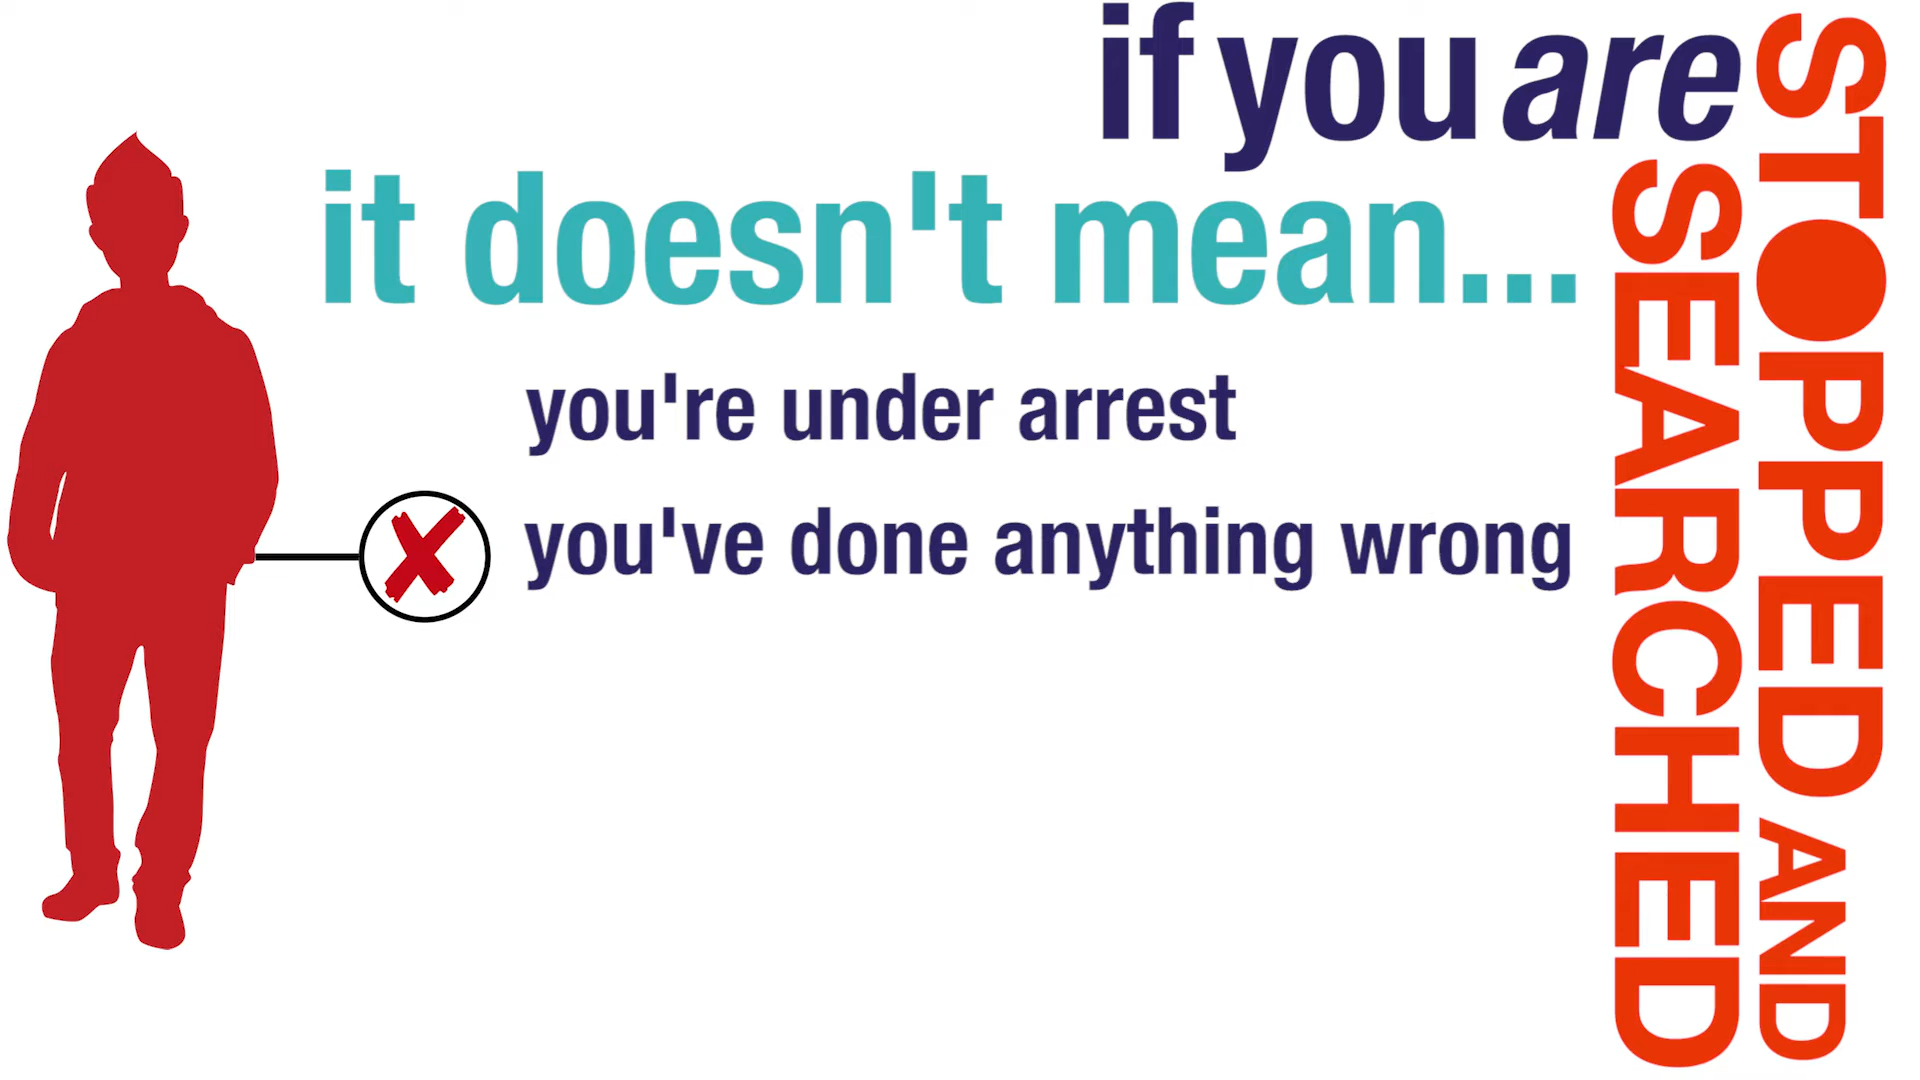 if you are
STOPPED AND
SEARCHED
it doesn't mean...
you're under arrest
you've done anything wrong